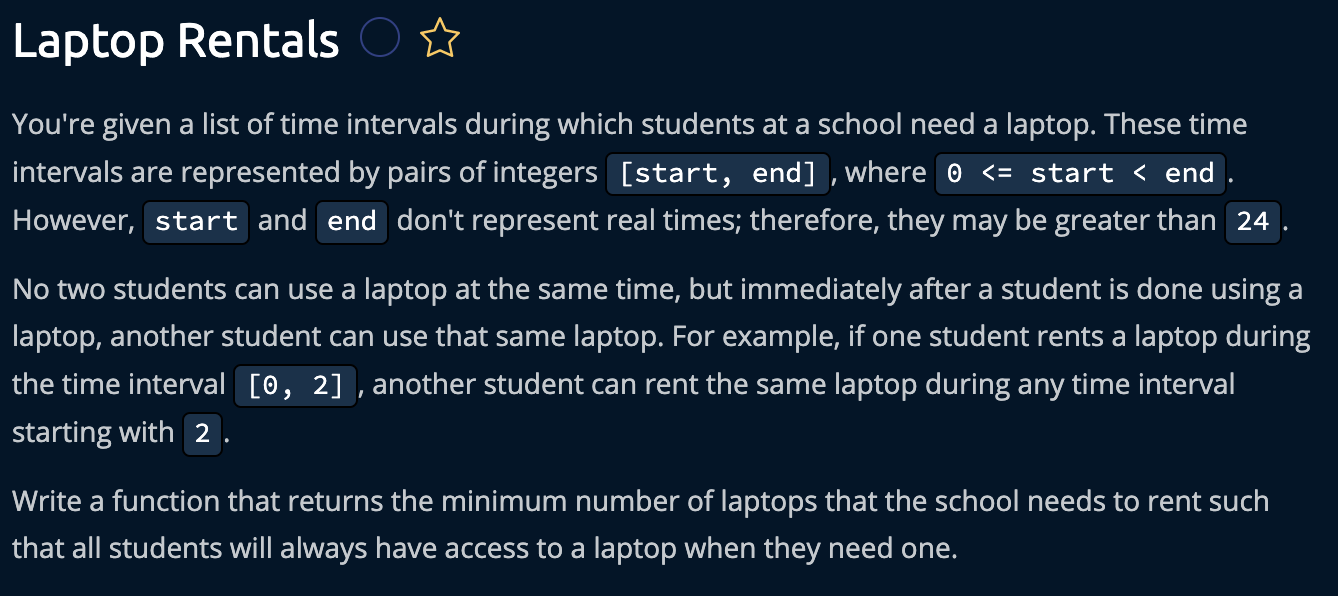 Laptop Rentals
You're given a list of time intervals during which students at a school need a laptop. These time
intervals are represented by pairs of integers [start, end], where 0 <= start < end.
However, start and end don't represent real times; therefore, they may be greater than 24.
No two students can use a laptop at the same time, but immediately after a student is done using a
laptop, another student can use that same laptop. For example, if one student rents a laptop during
the time interval [0, 2], another student can rent the same laptop during any time interval
starting with 2.
Write a function that returns the minimum number of laptops that the school needs to rent such
that all students will always have access to a laptop when they need one.